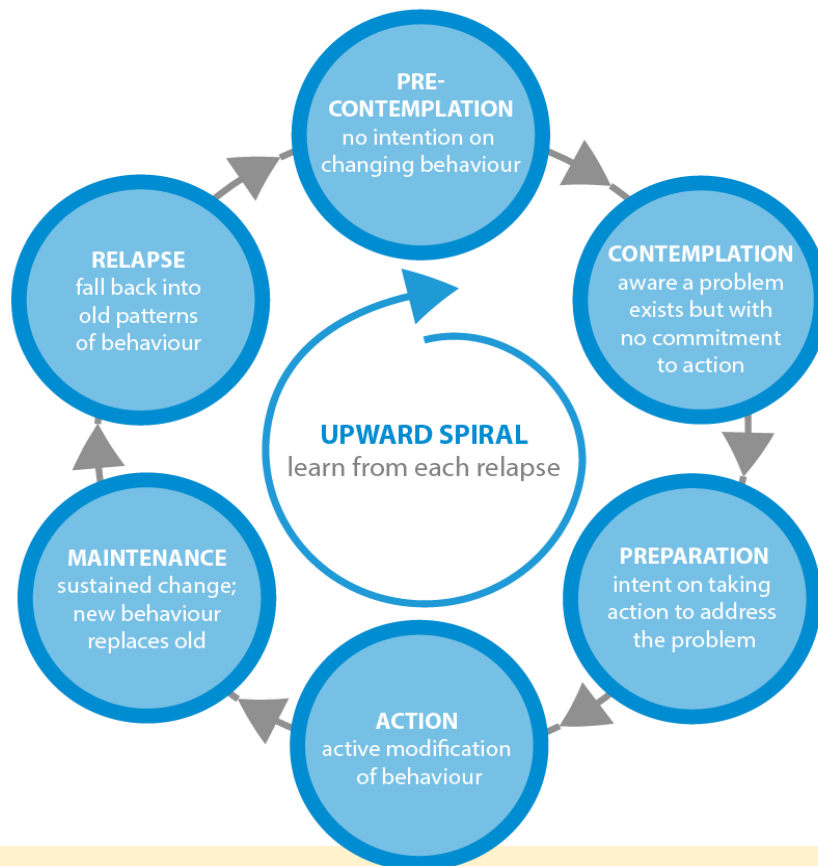 PRE-
CONTEMPLATION
no intention on
changing behaviour
CONTEMPLATION
aware a problem
exists but with
no commitment
to action
PREPARATION
intent on taking
action to address
the problem
ACTION
active modification
of behaviour
MAINTENANCE
sustained change;
new behaviour
replaces old
RELAPSE
fall back into
old patterns
of behaviour
UPWARD SPIRAL
learn from each relapse